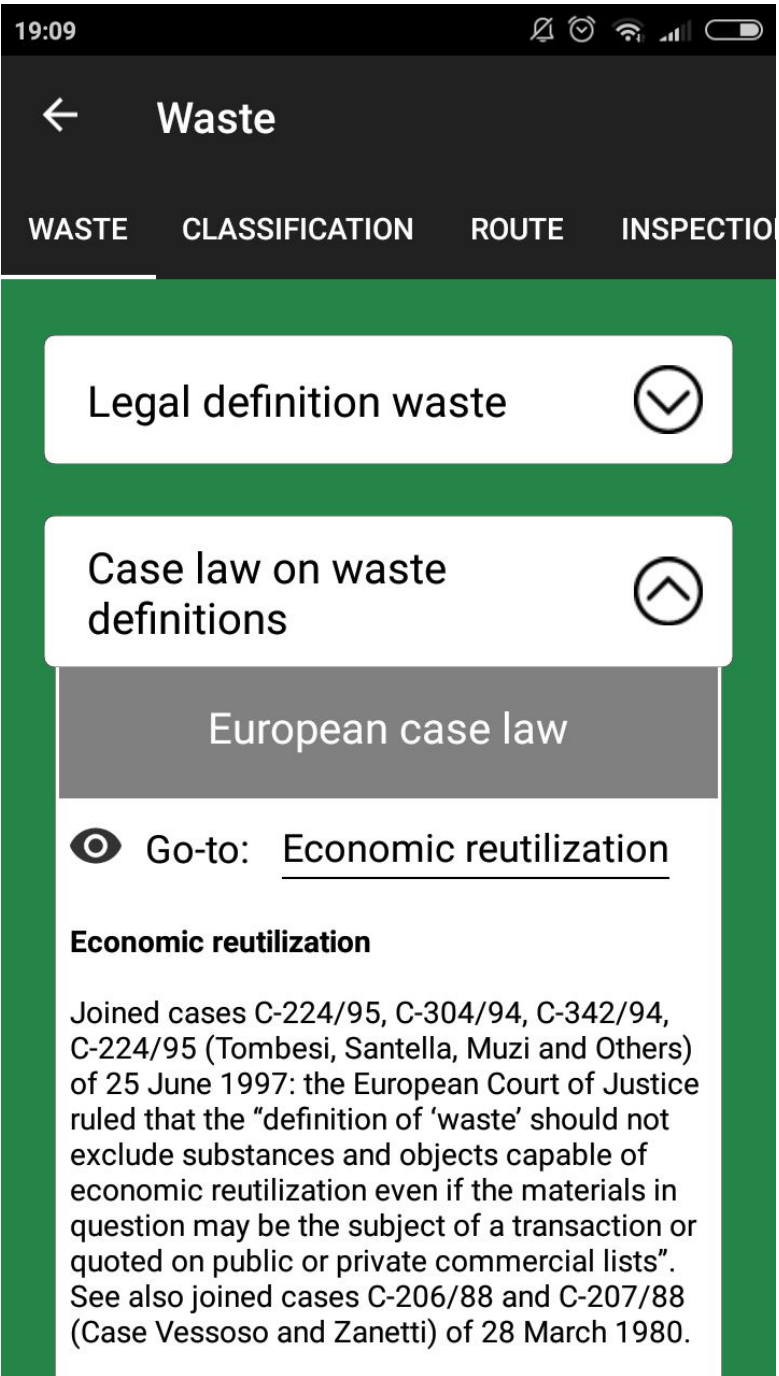 19:09
Waste
WASTE CLASSIFICATION ROUTE INSPECTIO
Legal definition waste
Case law on waste
definitions
European case law
Go-to: Economic reutilization
Economic reutilization
Joined cases C-224/95, C-304/94, C-342/94,
C-224/95 (Tombesi, Santella, Muzi and Others)
of 25 June 1997: the European Court of Justice
ruled that the “definition of ‘waste’ should not
exclude substances and objects capable of
economic reutilization even if the materials in
question may be the subject of a transaction or
quoted on public or private commercial lists”.
See also joined cases C-206/88 and C-207/88
(Case Vessoso and Zanetti) of 28 March 1980.